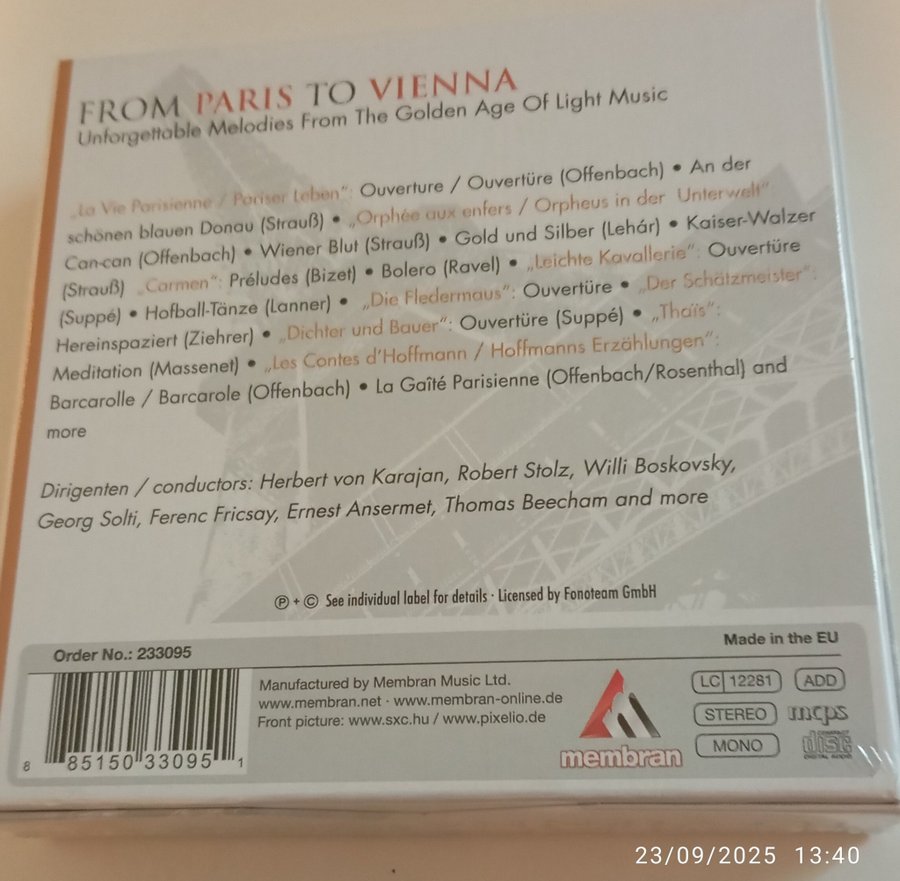 FROM PARIS TO VIENNA
Unforgettable Melodies From The Golden Age Of Light Music
„La Vie Parisienne / Pariser Leben“: Ouverture / Ouvertüre (Offenbach) • An der
schönen blauen Donau (Strauß) • „Orphée aux enfers / Orpheus in der Unterwelt“
Can-can (Offenbach) • Wiener Blut (Strauß) • Gold und Silber (Lehár) • Kaiser-Walzer
(Strauß) „Carmen“: Préludes (Bizet) • Bolero (Ravel) • „Leichte Kavallerie“: Ouvertüre
(Suppé) • Hofball-Tänze (Lanner) • „Die Fledermaus“: Ouvertüre • „Der Schätzmeister“:
Hereinspaziert (Ziehrer) • „Dichter und Bauer“: Ouvertüre (Suppé) • „Thaïs“:
Meditation (Massenet) • „Les Contes d'Hoffmann / Hoffmanns Erzählungen“:
Barcarolle / Barcarole (Offenbach) • La Gaîté Parisienne (Offenbach/Rosenthal) and
more
Dirigenten / conductors: Herbert von Karajan, Robert Stolz, Willi Boskovsky,
Georg Solti, Ferenc Fricsay, Ernest Ansermet, Thomas Beecham and more
℗ + © See individual label for details · Licensed by Fonoteam GmbH
Order No.: 233095
Made in the EU
8 85150 33095 1
Manufactured by Membran Music Ltd.
www.membran.net · www.membran-online.de
Front picture: www.sxc.hu / www.pixelio.de
membran
LC 12281
ADD
STEREO
mcps
MONO
COMPACT
disc
DIGITAL AUDIO
23/09/2025 13:40